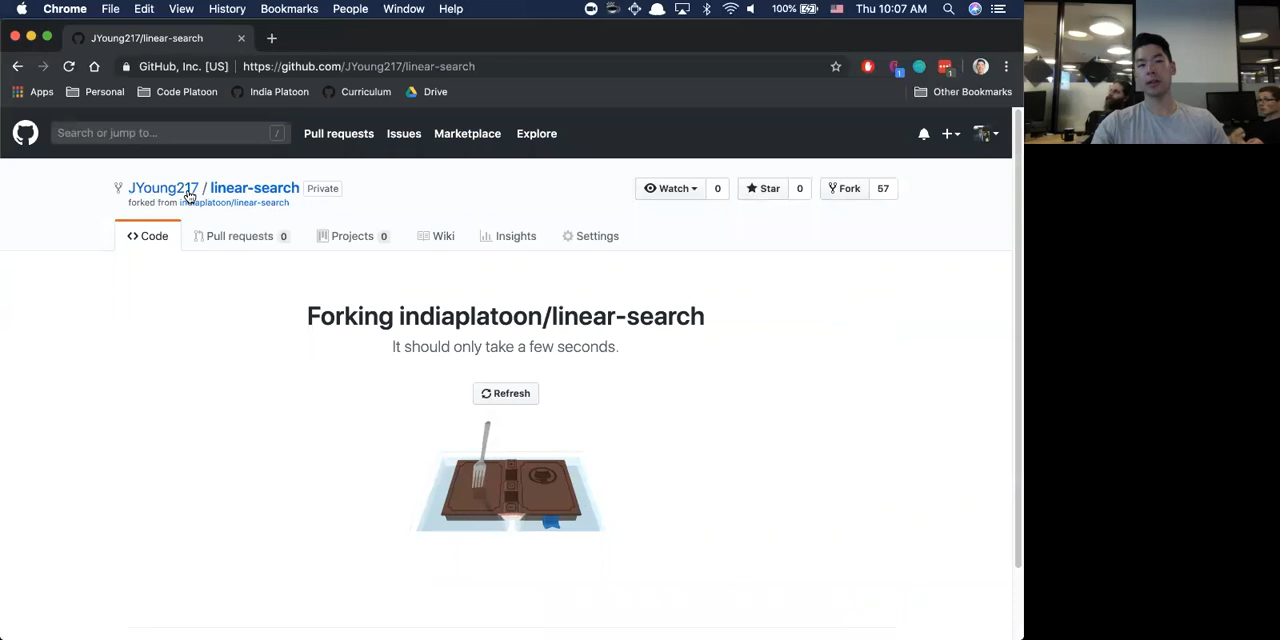 Chrome File Edit View History Bookmarks People Window Help 100% Thu 10:07 AM
JYoung217/linear-search
GitHub, Inc. [US] https://github.com/JYoung217/linear-search
Apps Personal Code Platoon India Platoon Curriculum Drive Other Bookmarks
Search or jump to... / Pull requests Issues Marketplace Explore
JYoung217 / linear-search Private Watch 0 Star 0 Fork 57
forked from indiaplatoon/linear-search
Code Pull requests 0 Projects 0 Wiki Insights Settings
Forking indiaplatoon/linear-search
It should only take a few seconds.
Refresh